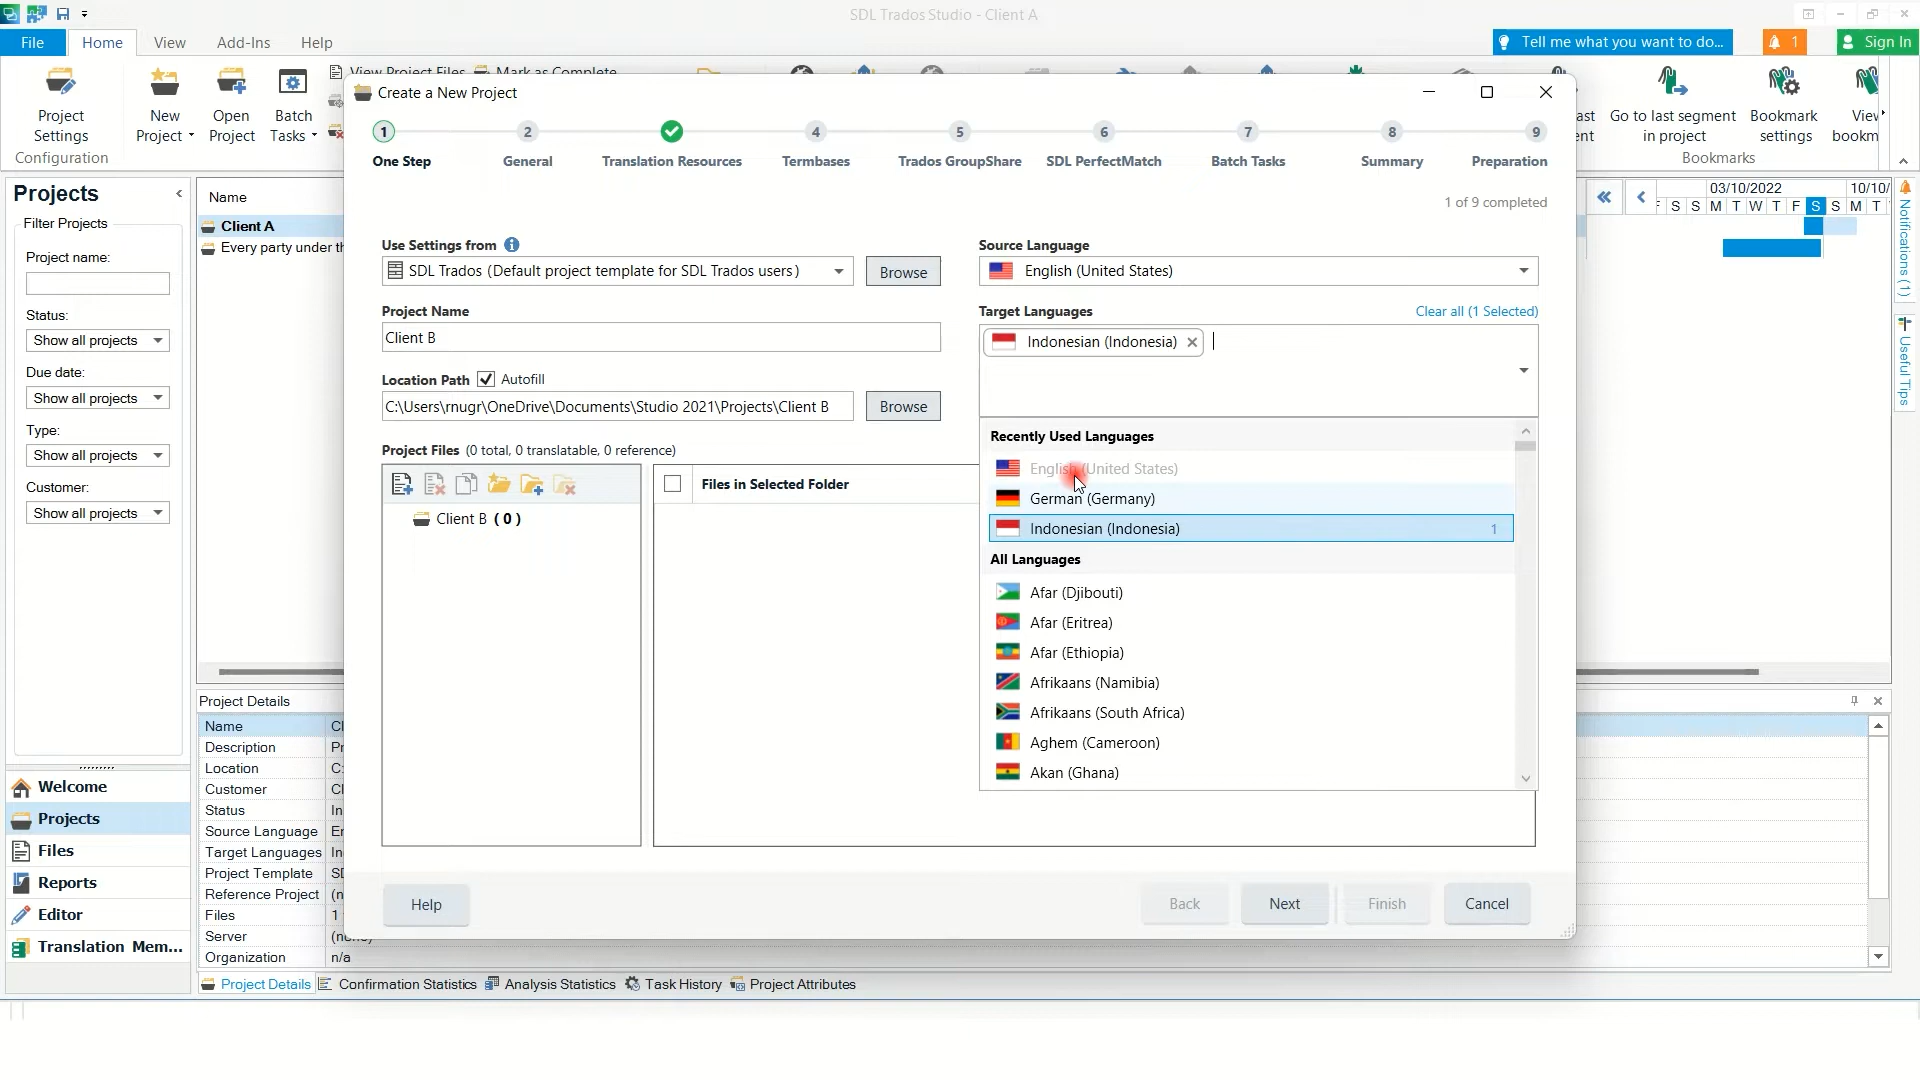 SDL Trados Studio - Client A
File
Home
View
Add-Ins
Help
Tell me what you want to do...
1
Sign In
Project Settings
Configuration
New Project
Open Project
Batch Tasks
View Project Files
Mark as Complete
Go to last segment in project
Bookmark settings
Bookmarks
Projects
Filter Projects
Project name:
Status:
Show all projects
Due date:
Show all projects
Type:
Show all projects
Customer:
Show all projects
Welcome
Projects
Files
Reports
Editor
Translation Mem...
Name
Client A
Every party under th
Create a New Project
1
2
4
5
6
7
8
9
One Step
General
Translation Resources
Termbases
Trados GroupShare
SDL PerfectMatch
Batch Tasks
Summary
Preparation
1 of 9 completed
Use Settings from
SDL Trados (Default project template for SDL Trados users)
Browse
Project Name
Client B
Location Path
Autofill
C:\Users\rnugr\OneDrive\Documents\Studio 2021\Projects\Client B
Browse
Project Files (0 total, 0 translatable, 0 reference)
Client B (0)
Files in Selected Folder
Source Language
English (United States)
Target Languages
Clear all (1 Selected)
Indonesian (Indonesia)
Recently Used Languages
English (United States)
German (Germany)
Indonesian (Indonesia) 1
All Languages
Afar (Djibouti)
Afar (Eritrea)
Afar (Ethiopia)
Afrikaans (Namibia)
Afrikaans (South Africa)
Aghem (Cameroon)
Akan (Ghana)
Help
Back
Next
Finish
Cancel
03/10/2022
10/10/
S S M T W T F S S M T
Notifications (1)
Useful Tips
Project Details
Name
Description
Location
Customer
Status
Source Language
Target Languages
Project Template
Reference Project
Files 1
Server
Organization n/a
Project Details
Confirmation Statistics
Analysis Statistics
Task History
Project Attributes